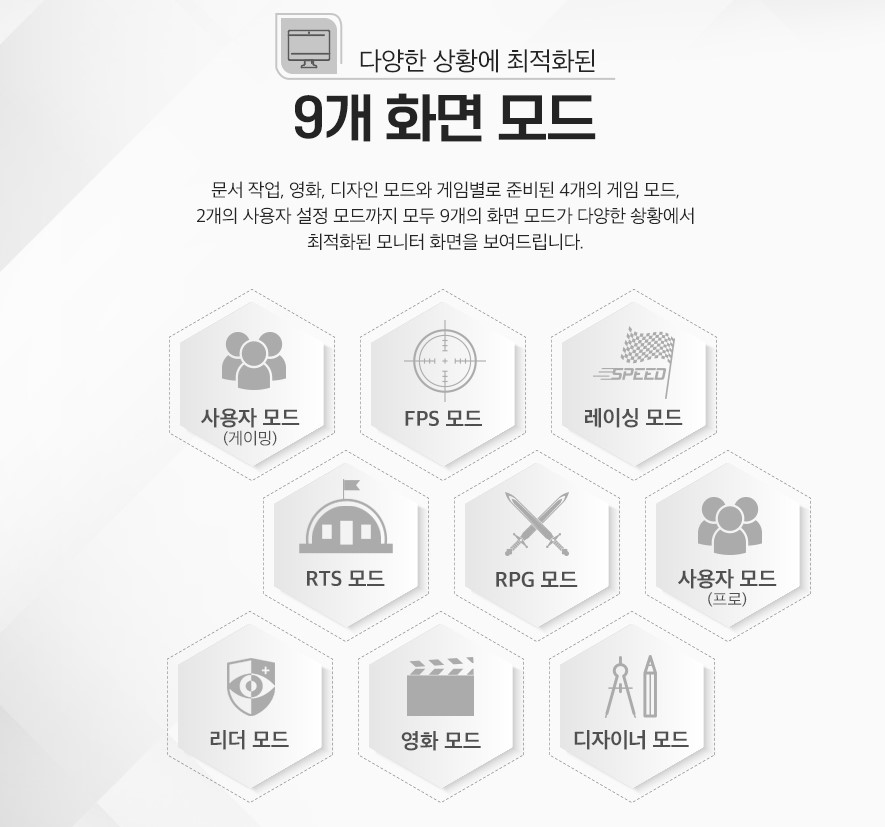 다양한 상황에 최적화된
9개 화면 모드
문서 작업, 영화, 디자인 모드와 게임별로 준비된 4개의 게임 모드,
2개의 사용자 설정 모드까지 모두 9개의 화면 모드가 다양한 솽황에서
최적화된 모니터 화면을 보여드립니다.
사용자 모드
(게이밍)
FPS 모드
SPEED
레이싱 모드
RTS 모드
RPG 모드
사용자 모드
(프로)
리더 모드
영화 모드
디자이너 모드